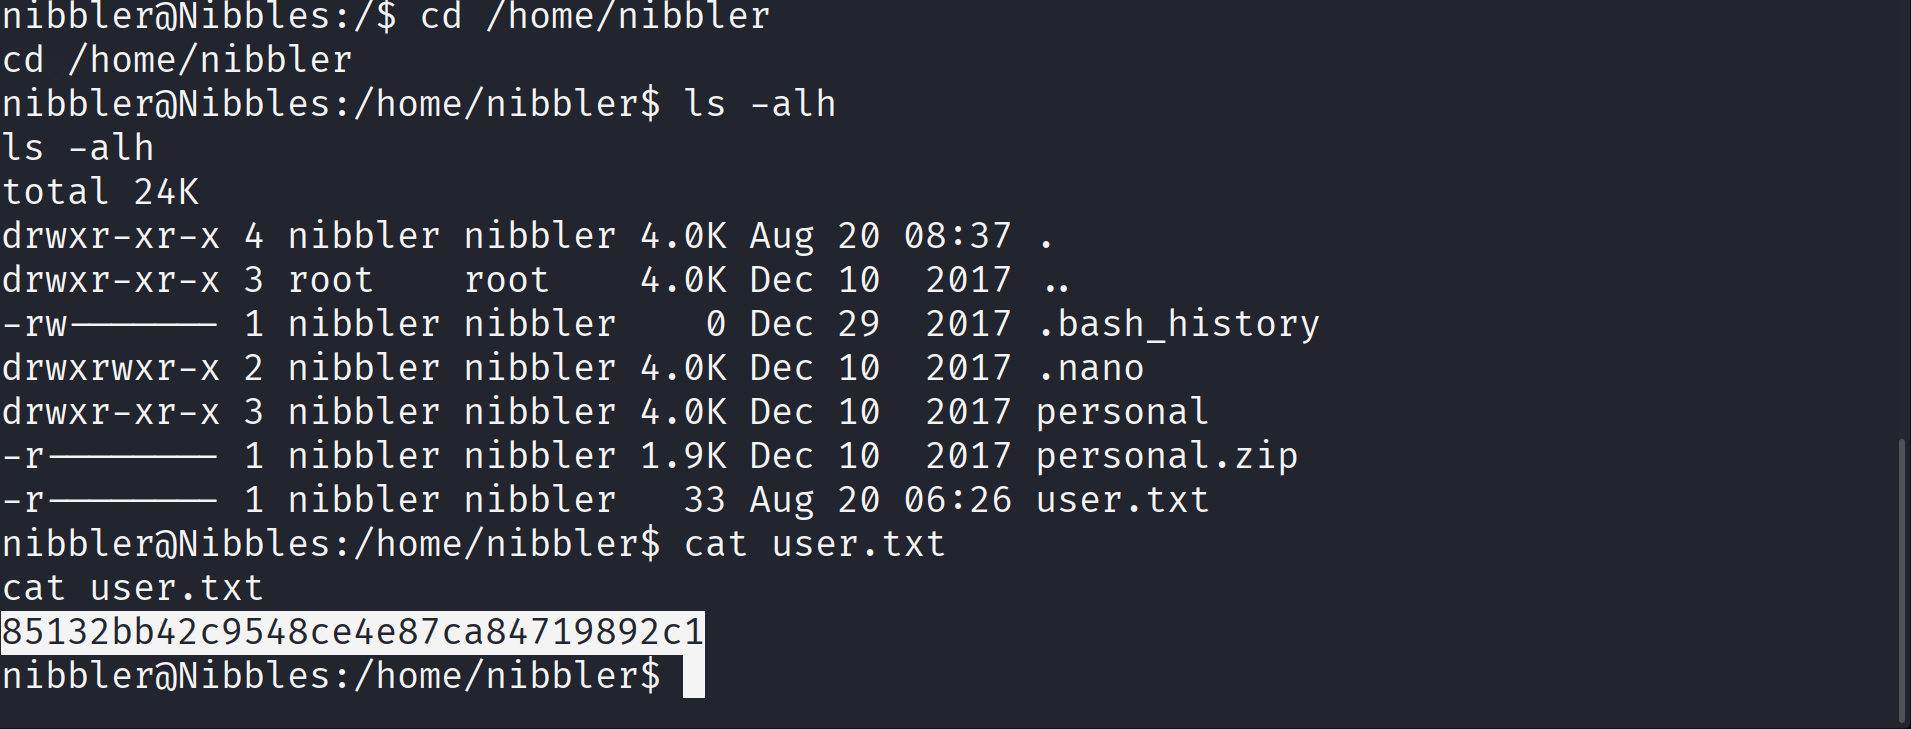 nibbler@Nibbles:/$ cd /home/nibbler
cd /home/nibbler
nibbler@Nibbles:/home/nibbler$ ls -alh
ls -alh
total 24K
drwxr-xr-x 4 nibbler nibbler 4.0K Aug 20 08:37 .
drwxr-xr-x 3 root    root    4.0K Dec 10  2017 ..
-rw------- 1 nibbler nibbler    0 Dec 29  2017 .bash_history
drwxrwxr-x 2 nibbler nibbler 4.0K Dec 10  2017 .nano
drwxr-xr-x 3 nibbler nibbler 4.0K Dec 10  2017 personal
-r-------- 1 nibbler nibbler 1.9K Dec 10  2017 personal.zip
-r-------- 1 nibbler nibbler   33 Aug 20 06:26 user.txt
nibbler@Nibbles:/home/nibbler$ cat user.txt
cat user.txt
85132bb42c9548ce4e87ca84719892c1
nibbler@Nibbles:/home/nibbler$